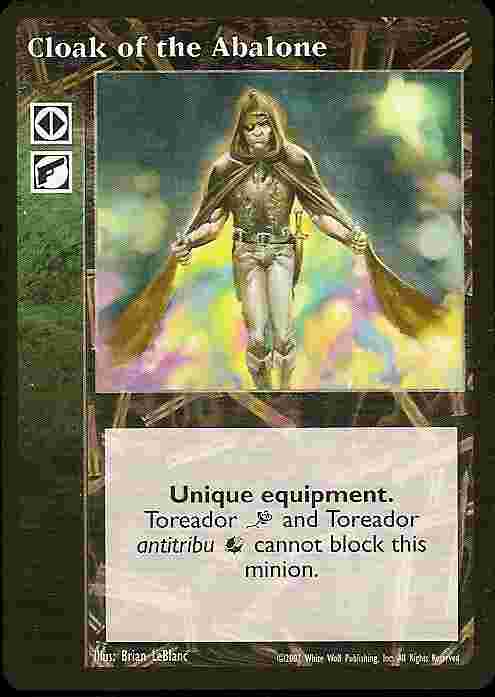 Cloak of the Abalone
Unique equipment.
Toreador and Toreador
antitribu cannot block this
minion.
Illus: Brian LeBlanc
©2002 White Wolf Publishing, Inc. All Rights Reserved